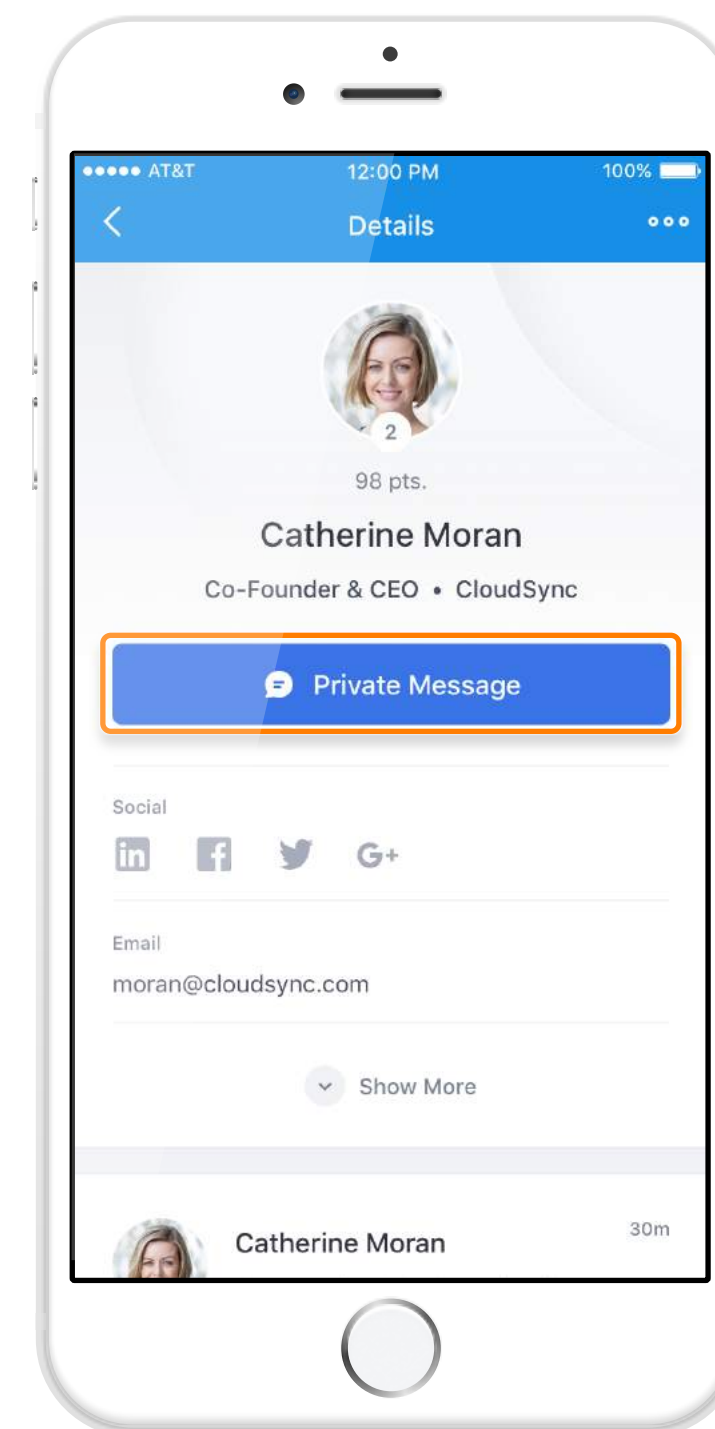 AT&T 12:00 PM 100%
Details
2
98 pts.
Catherine Moran
Co-Founder & CEO • CloudSync
Private Message
Social
in f G+
Email
moran@cloudsync.com
Show More
Catherine Moran 30m